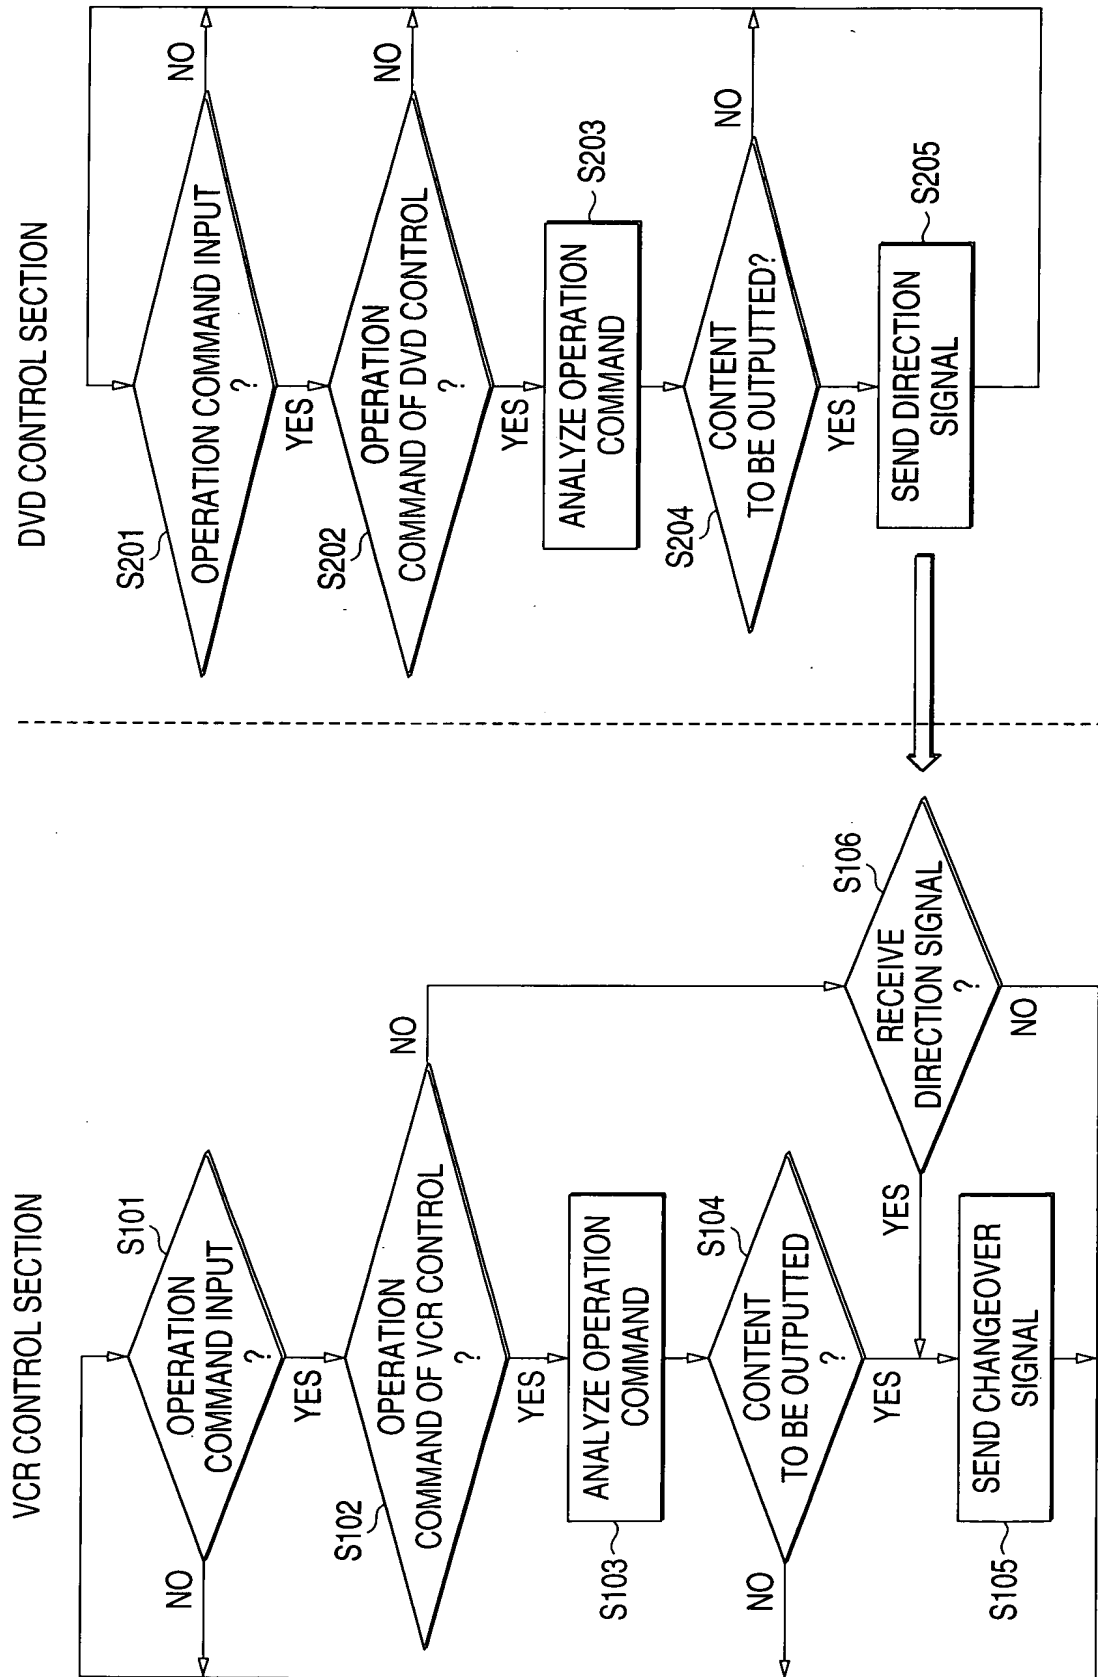 VCR CONTROL SECTION
S101
OPERATION
COMMAND INPUT
?
NO
YES
S102
OPERATION
COMMAND OF VCR CONTROL
?
NO
YES
S103
ANALYZE OPERATION
COMMAND
S104
CONTENT
TO BE OUTPUTTED
?
NO
YES
S105
SEND CHANGEOVER
SIGNAL
S106
RECEIVE
DIRECTION SIGNAL
?
YES
NO
DVD CONTROL SECTION
S201
OPERATION COMMAND INPUT
?
NO
YES
S202
OPERATION
COMMAND OF DVD CONTROL
?
NO
YES
S203
ANALYZE OPERATION
COMMAND
S204
CONTENT
TO BE OUTPUTTED?
NO
YES
S205
SEND DIRECTION
SIGNAL